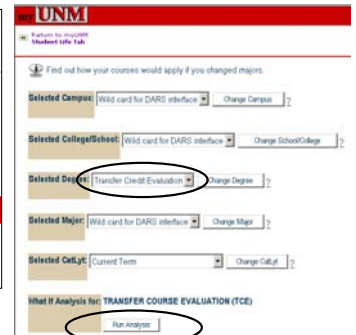 my UNM
Return to myUNM
Student Life Tab
Find out how your courses would apply if you changed majors.
Selected Campus: Wild card for DARS interface Change Campus ?
Selected College/School: Wild card for DARS interface Change School/College ?
Selected Degree: Transfer Credit Evaluation Change Degree ?
Selected Major: Wild card for DARS interface Change Major ?
Selected CatLyt: Current Term Change CatLyt ?
What If Analysis for: TRANSFER COURSE EVALUATION (TCE)
Run Analysis